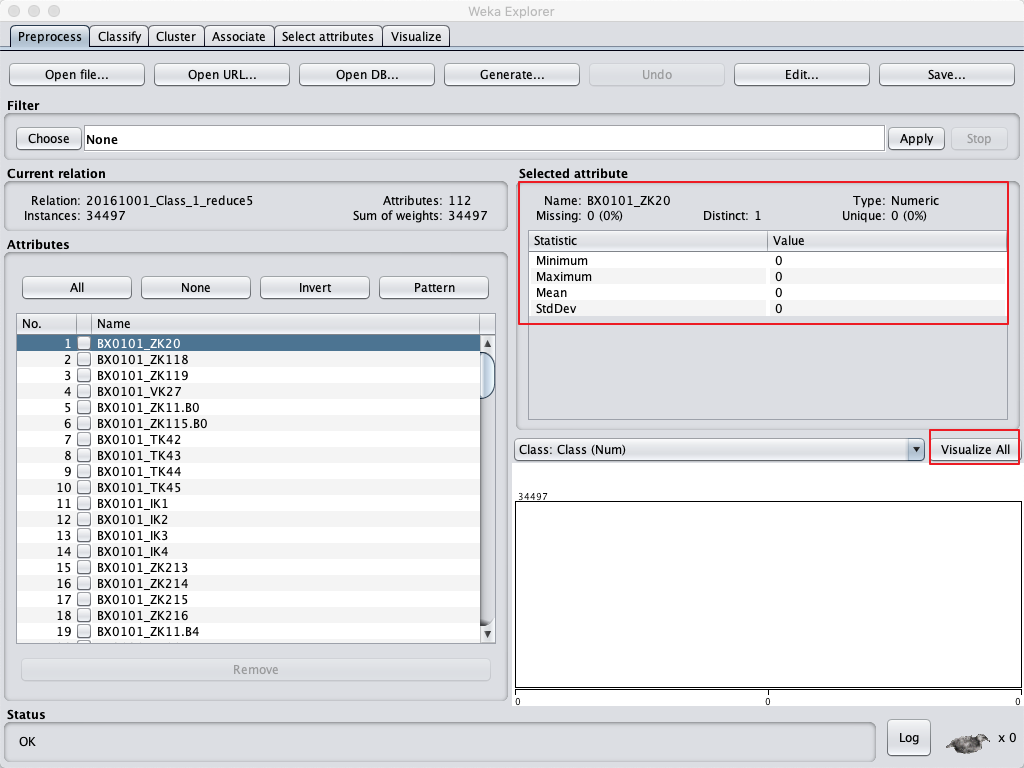 Weka Explorer
Preprocess Classify Cluster Associate Select attributes Visualize
Open file... Open URL... Open DB... Generate... Undo Edit... Save...
Filter
Choose None Apply Stop
Current relation
Relation: 20161001_Class_1_reduce5 Attributes: 112
Instances: 34497 Sum of weights: 34497
Attributes
All None Invert Pattern
No. Name
1 BX0101_ZK20
2 BX0101_ZK118
3 BX0101_ZK119
4 BX0101_VK27
5 BX0101_ZK11.B0
6 BX0101_ZK115.B0
7 BX0101_TK42
8 BX0101_TK43
9 BX0101_TK44
10 BX0101_TK45
11 BX0101_IK1
12 BX0101_IK2
13 BX0101_IK3
14 BX0101_IK4
15 BX0101_ZK213
16 BX0101_ZK214
17 BX0101_ZK215
18 BX0101_ZK216
19 BX0101_ZK11.B4
Remove
Selected attribute
Name: BX0101_ZK20 Type: Numeric
Missing: 0 (0%) Distinct: 1 Unique: 0 (0%)
Statistic Value
Minimum 0
Maximum 0
Mean 0
StdDev 0
Class: Class (Num) Visualize All
34497
0 0 0
Status
OK Log x 0